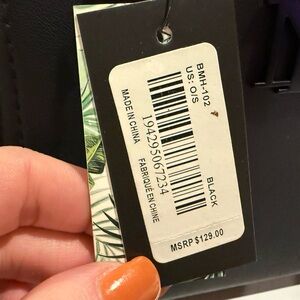 BMH-102
US: O/S
194295067234
MADE IN CHINA
FABRIQUÉ EN CHINE
BLACK
MSRP $129.00